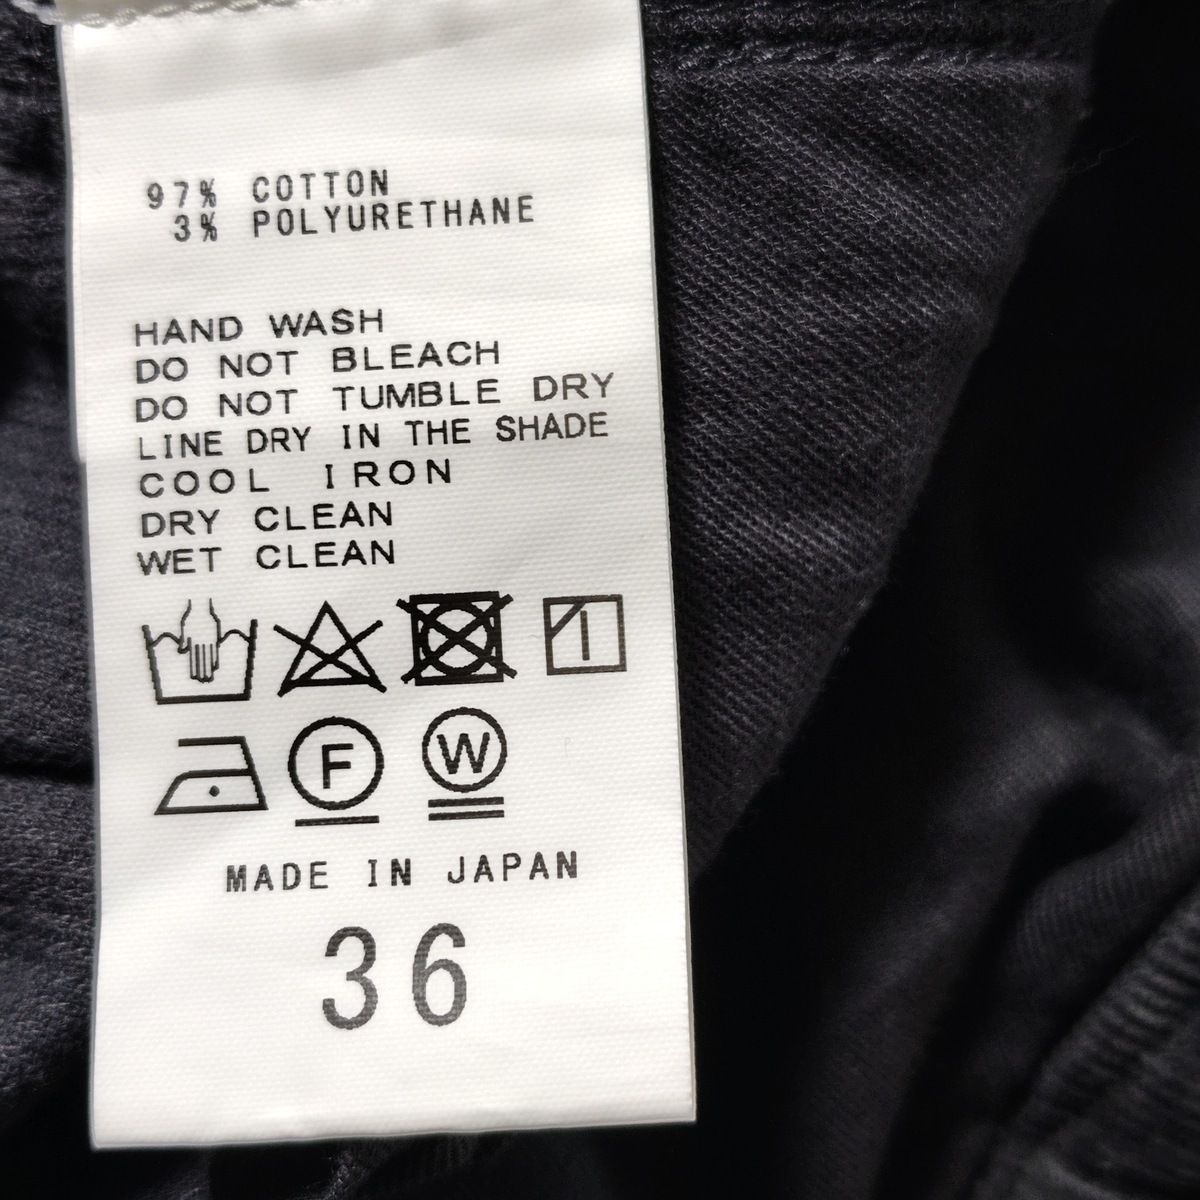 97% COTTON
3% POLYURETHANE
HAND WASH
DO NOT BLEACH
DO NOT TUMBLE DRY
LINE DRY IN THE SHADE
COOL IRON
DRY CLEAN
WET CLEAN
F W
MADE IN JAPAN
36